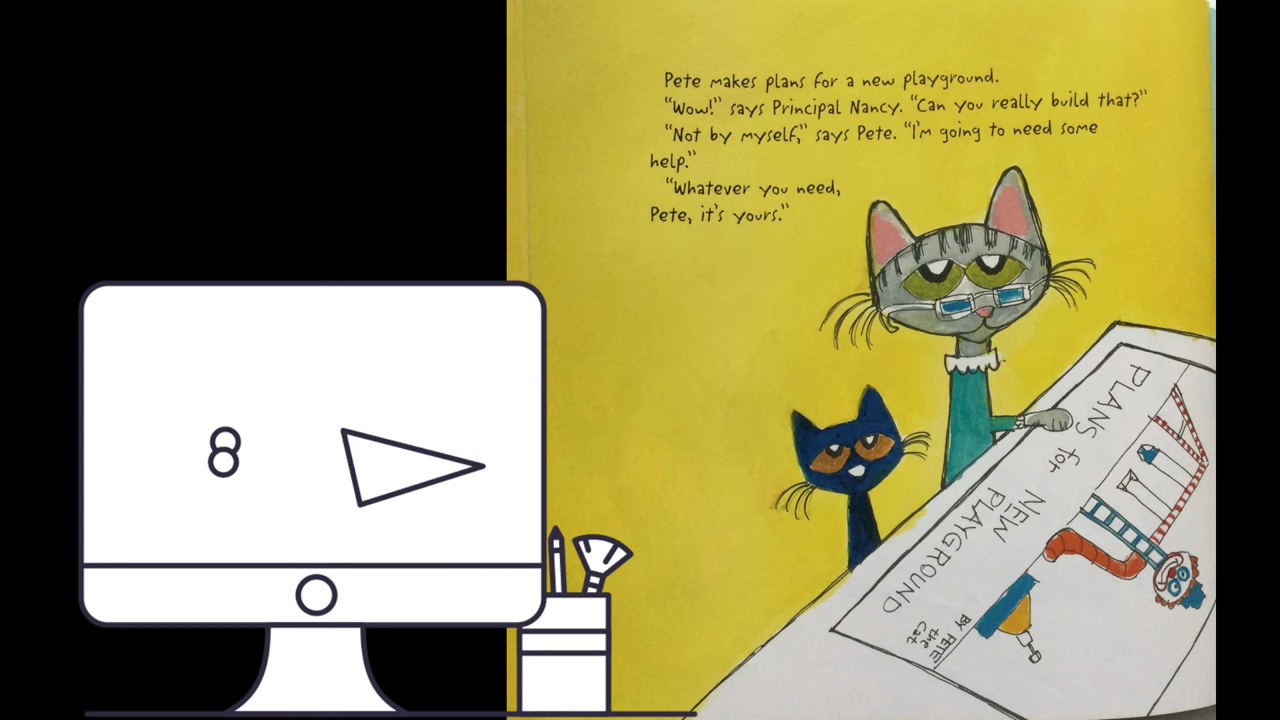 Pete makes plans for a new playground.
"Wow!" says Principal Nancy. "Can you really build that?"
"Not by myself," says Pete. "I'm going to need some
help."
"Whatever you need,
Pete, it's yours."
8
PLANS for
NEW
PLAYGROUND
BY PETE
the
Cat